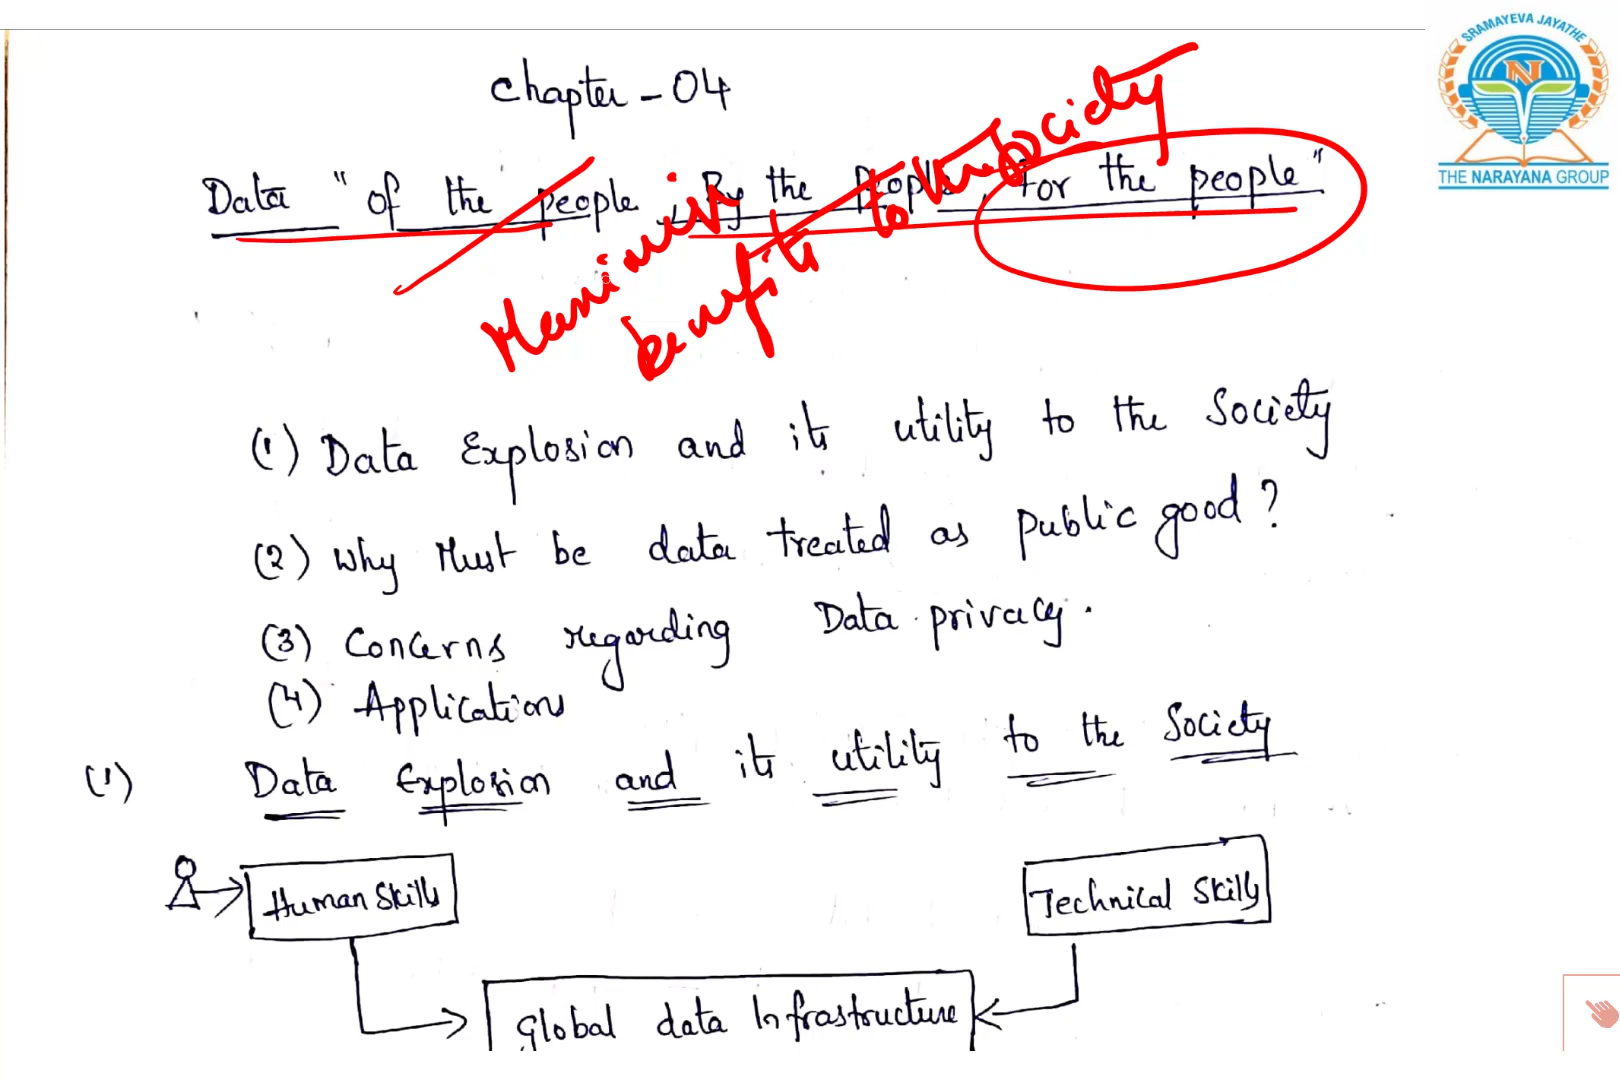 Chapter - 04
Data "of the people, By the people, For the people"
Maximise
benefits to the society
(1) Data Explosion and its utility to the Society
(2) Why Must be data treated as public good?
(3) Concerns regarding Data privacy.
(4) Applications
(1) Data Explosion and its utility to the Society
Human Skills
Technical Skills
Global data Infrastructure
SRAMAYEVA JAYATHE
N
THE NARAYANA GROUP